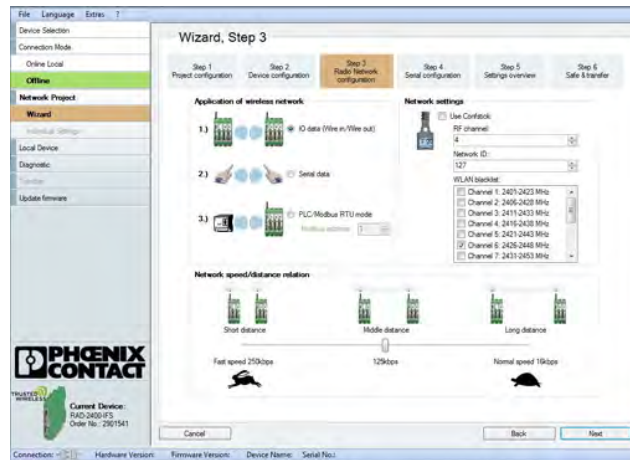 File Language Extras ?
Device Selection
Connection Mode
Online Local
Offline
Network Project
Wizard
Individual Settings
Local Device
Diagnostic
Update firmware
PHŒNIX
CONTACT
TRUSTED
WIRELESS
Current Device:
RAD-2400-IFS
Order No.: 2901541
Wizard, Step 3
Step 1
Project configuration
Step 2
Device configuration
Step 3
Radio Network
configuration
Step 4
Serial configuration
Step 5
Settings overview
Step 6
Safe & transfer
Application of wireless network
1.) IO data (Wire in/Wire out)
2.) Serial data
3.) PLC/Modbus RTU mode
Modbus address: 1
Network settings
Use Confstick
RF channel:
4
Network ID:
127
WLAN blacklist:
Channel 1: 2401-2423 MHz
Channel 2: 2406-2428 MHz
Channel 3: 2411-2433 MHz
Channel 4: 2416-2438 MHz
Channel 5: 2421-2443 MHz
Channel 6: 2426-2448 MHz
Channel 7: 2431-2453 MHz
Network speed/distance relation
Short distance Middle distance Long distance
Fast speed 250kbps 125kbps Normal speed 16kbps
Cancel Back Next
Connection: Hardware Version: Firmware Version: Device Name: Serial No.: